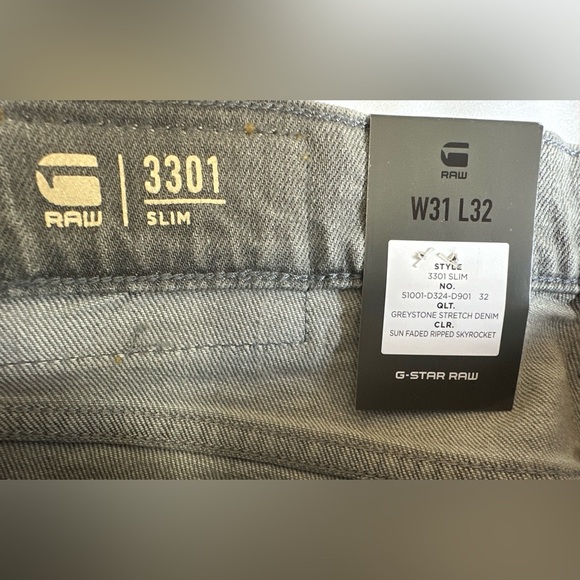 RAW
3301
SLIM
RAW
W31 L32
STYLE
3301 SLIM
NO.
51001-D324-D901 32
QLT.
GREYSTONE STRETCH DENIM
CLR.
SUN FADED RIPPED SKYROCKET
G-STAR RAW